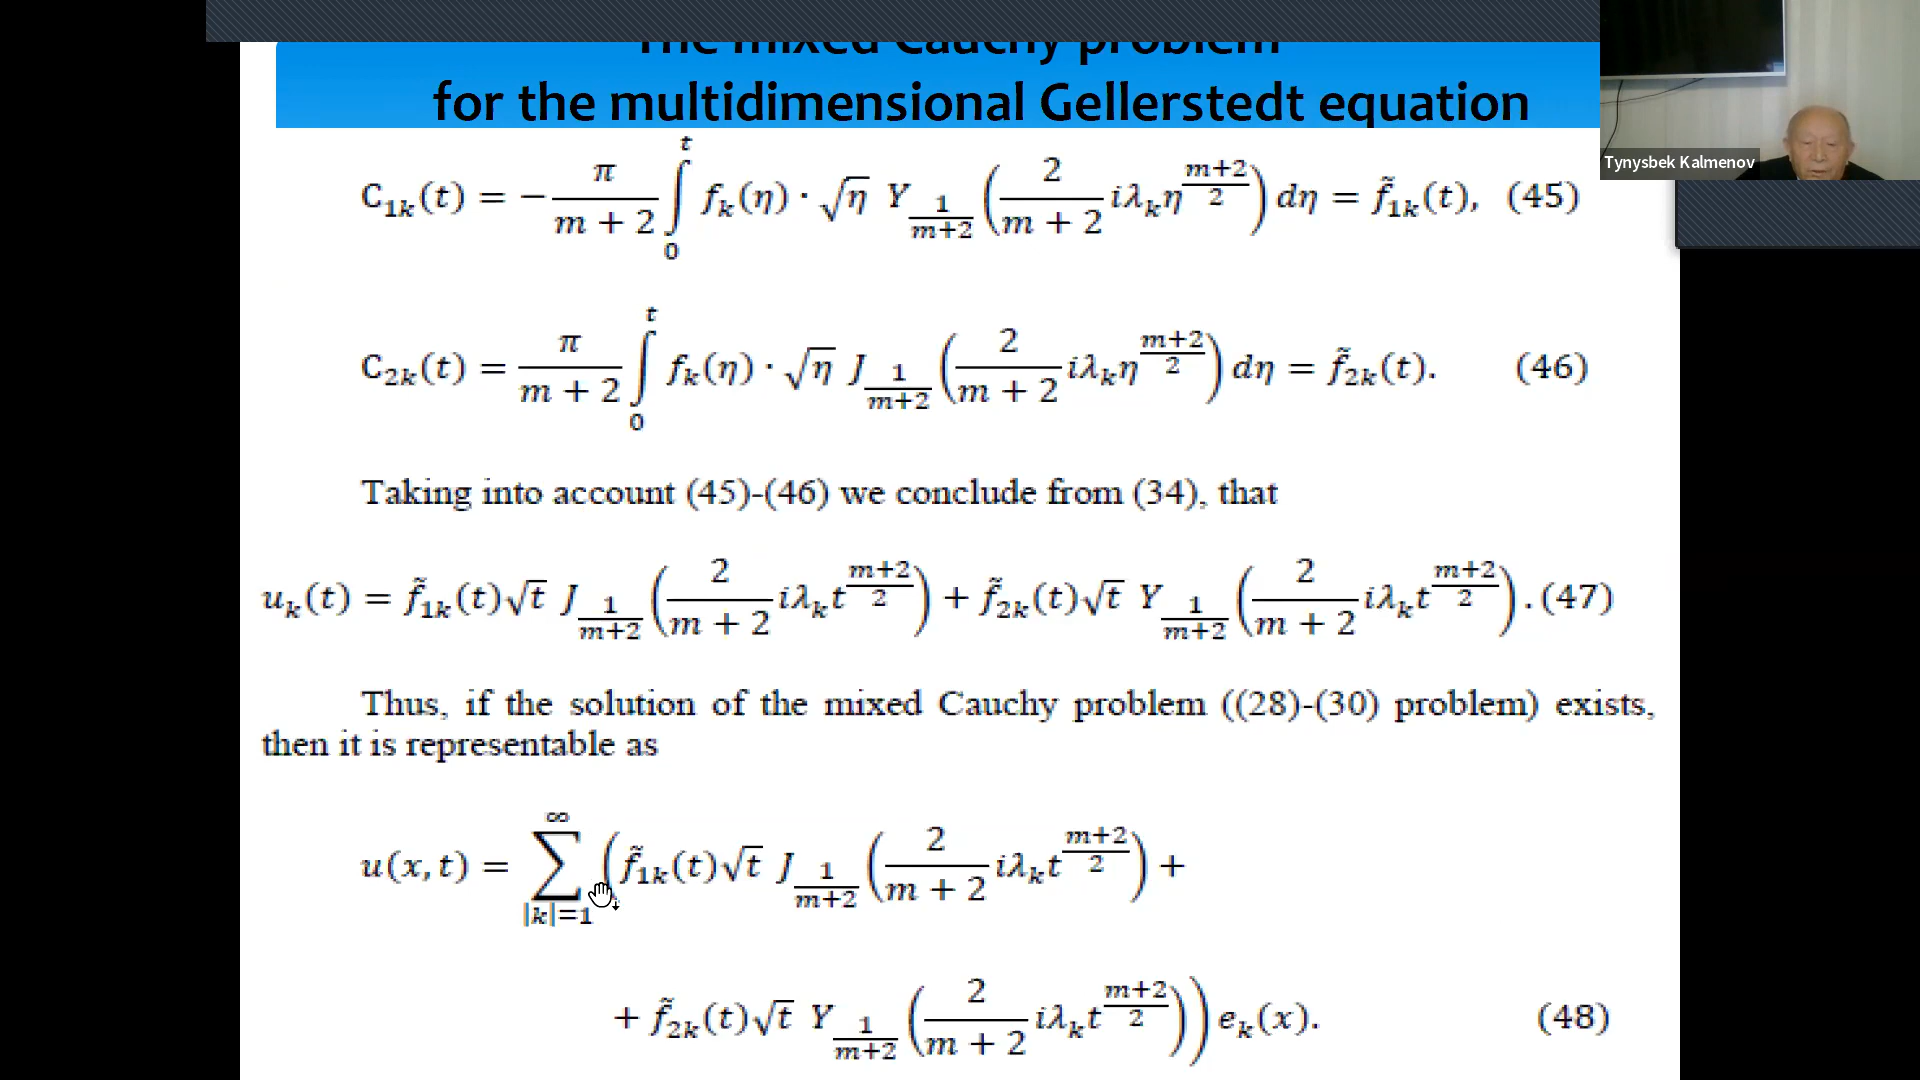 The mixed Cauchy problem
for the multidimensional Gellerstedt equation
Tynysbek Kalmenov
C₁ₖ(t) = −π/(m + 2) ∫₀ᵗ fₖ(η) · √η Y_{1/(m+2)} (2/(m + 2) iλₖη^{(m+2)/2}) dη = f̃₁ₖ(t), (45)
C₂ₖ(t) = π/(m + 2) ∫₀ᵗ fₖ(η) · √η J_{1/(m+2)} (2/(m + 2) iλₖη^{(m+2)/2}) dη = f̃₂ₖ(t). (46)
Taking into account (45)-(46) we conclude from (34), that
uₖ(t) = f̃₁ₖ(t)√t J_{1/(m+2)} (2/(m + 2) iλₖt^{(m+2)/2}) + f̃₂ₖ(t)√t Y_{1/(m+2)} (2/(m + 2) iλₖt^{(m+2)/2}). (47)
Thus, if the solution of the mixed Cauchy problem ((28)-(30) problem) exists,
then it is representable as
u(x, t) = ∑_{|k|=1}^{∞} (f̃₁ₖ(t)√t J_{1/(m+2)} (2/(m + 2) iλₖt^{(m+2)/2}) +
+ f̃₂ₖ(t)√t Y_{1/(m+2)} (2/(m + 2) iλₖt^{(m+2)/2})) eₖ(x). (48)